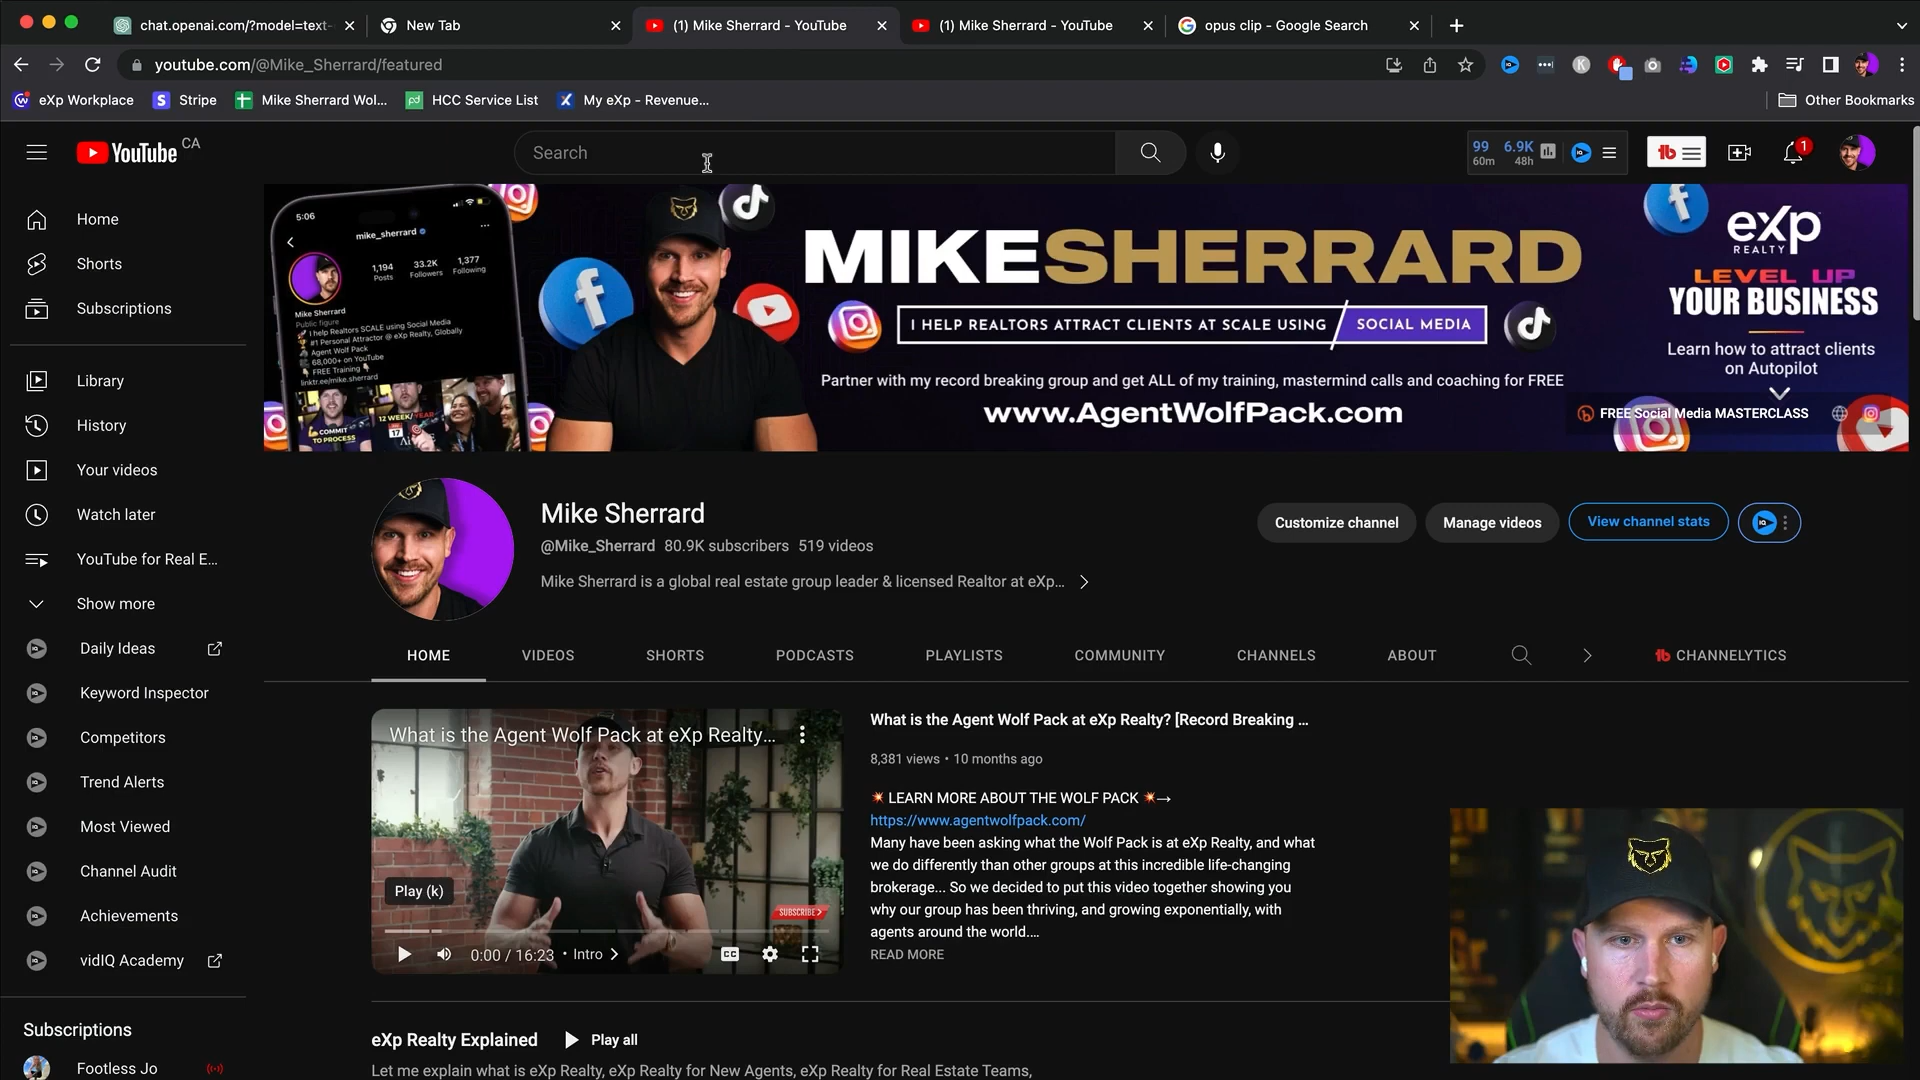 chat.openai.com/?model=text-
New Tab
(1) Mike Sherrard - YouTube
(1) Mike Sherrard - YouTube
opus clip - Google Search
youtube.com/@Mike_Sherrard/featured
eXp Workplace
Stripe
Mike Sherrard Wol...
HCC Service List
My eXp - Revenue...
Other Bookmarks
YouTube CA
Search
99
60m
6.9K
48h
1
Home
Shorts
Subscriptions
Library
History
Your videos
Watch later
YouTube for Real E...
Show more
Daily Ideas
Keyword Inspector
Competitors
Trend Alerts
Most Viewed
Channel Audit
Achievements
vidIQ Academy
Subscriptions
Footless Jo
5:06
mike_sherrard
1,194
Posts
33.2K
Followers
1,377
Following
Mike Sherrard
Public figure
I help Realtors SCALE using Social Media
#1 Personal Attractor @ eXp Realty, Globally
Agent Wolf Pack
68,000+ on YouTube
FREE Training
linktr.ee/mike.sherrard
COMMIT
TO PROCESS
12 WEEK/YEAR
MIKESHERRARD
I HELP REALTORS ATTRACT CLIENTS AT SCALE USING SOCIAL MEDIA
Partner with my record breaking group and get ALL of my training, mastermind calls and coaching for FREE
www.AgentWolfPack.com
eXp
REALTY
LEVEL UP
YOUR BUSINESS
Learn how to attract clients
on Autopilot
FREE Social Media MASTERCLASS
Mike Sherrard
@Mike_Sherrard 80.9K subscribers 519 videos
Mike Sherrard is a global real estate group leader & licensed Realtor at eXp...
Customize channel
Manage videos
View channel stats
HOME
VIDEOS
SHORTS
PODCASTS
PLAYLISTS
COMMUNITY
CHANNELS
ABOUT
CHANNELYTICS
What is the Agent Wolf Pack at eXp Realty...
Play (k)
SUBSCRIBE
0:00 / 16:23 • Intro
What is the Agent Wolf Pack at eXp Realty? [Record Breaking ...
8,381 views • 10 months ago
💥 LEARN MORE ABOUT THE WOLF PACK 💥→
https://www.agentwolfpack.com/
Many have been asking what the Wolf Pack is at eXp Realty, and what
we do differently than other groups at this incredible life-changing
brokerage... So we decided to put this video together showing you
why our group has been thriving, and growing exponentially, with
agents around the world....
READ MORE
eXp Realty Explained
Play all
Let me explain what is eXp Realty, eXp Realty for New Agents, eXp Realty for Real Estate Teams,